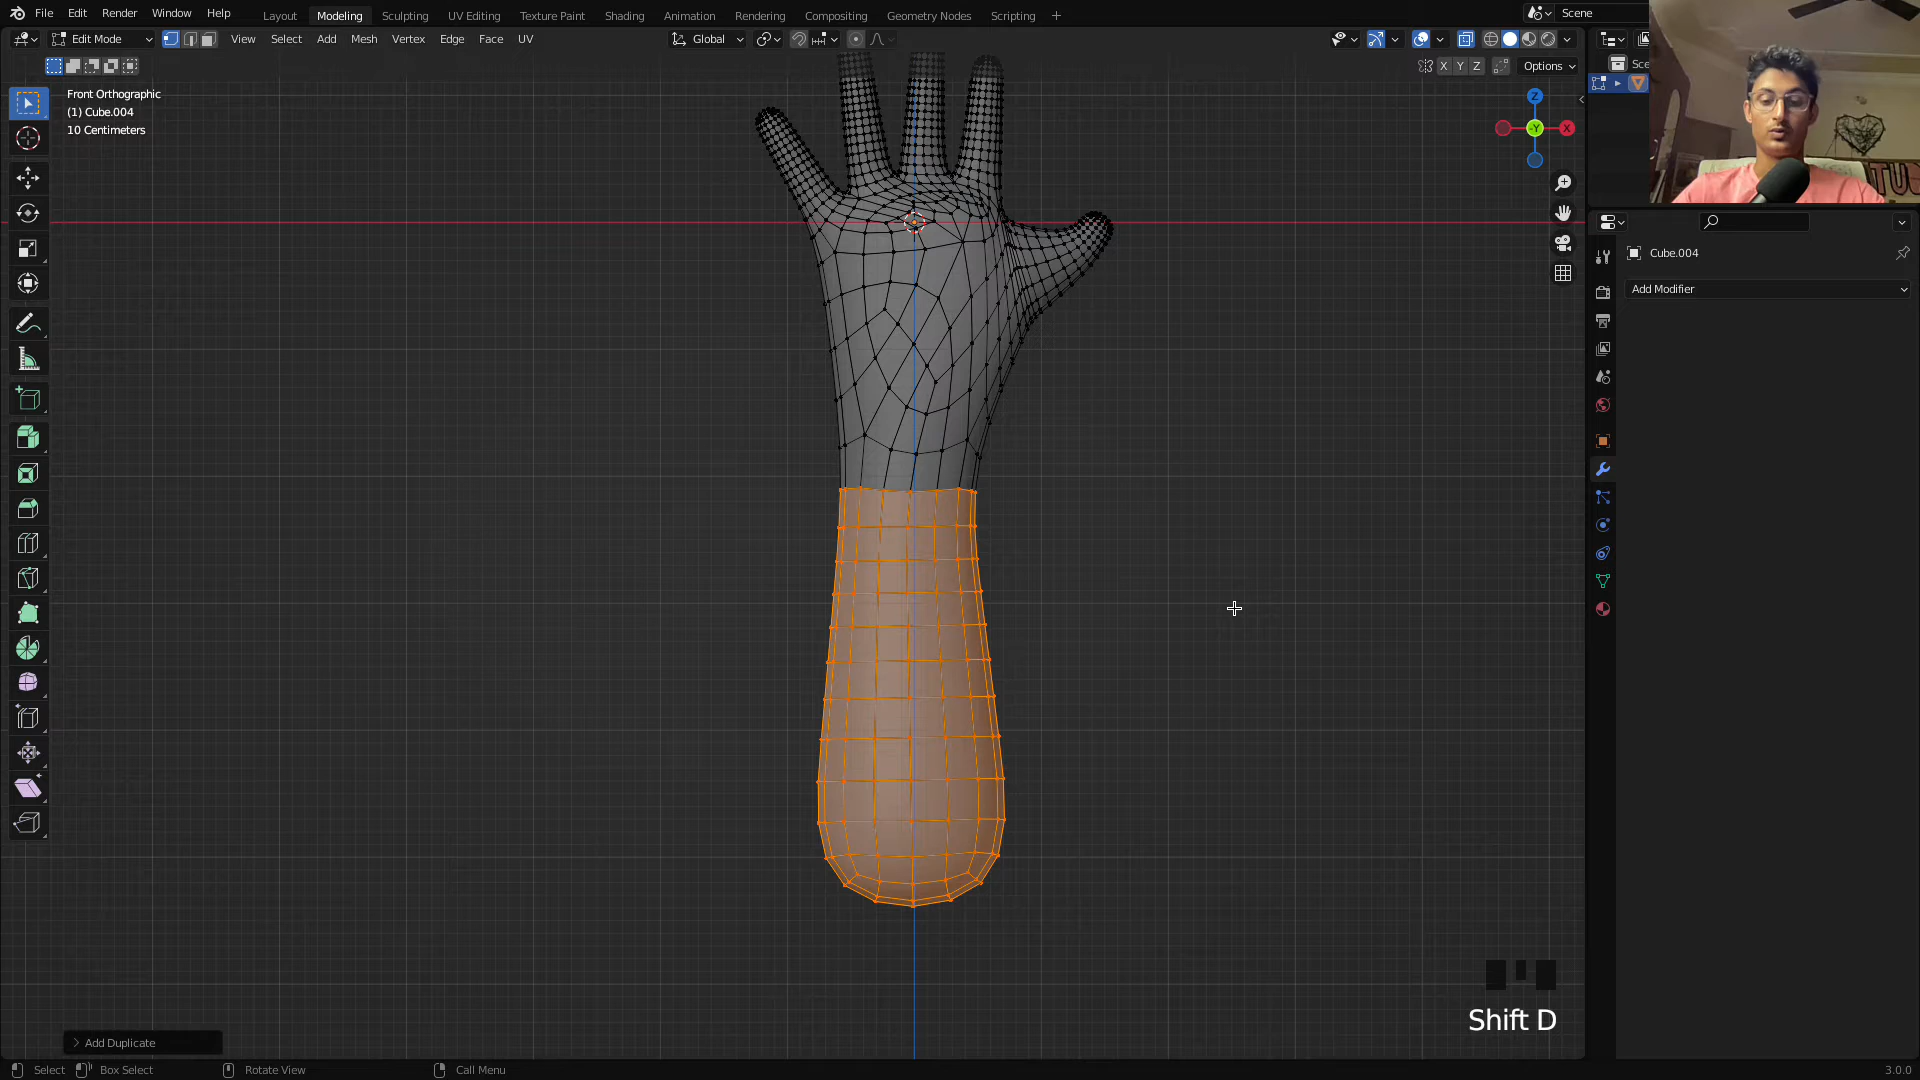 File Edit Render Window Help
Layout Modeling Sculpting UV Editing Texture Paint Shading Animation Rendering Compositing Geometry Nodes Scripting +
Scene
Edit Mode
View Select Add Mesh Vertex Edge Face UV
Global
Sce
X Y Z
Options
Front Orthographic
(1) Cube.004
10 Centimeters
Z
-Y
X
Cube.004
Add Modifier
Shift D
Add Duplicate
Select
Box Select
Rotate View
Call Menu
3.0.0